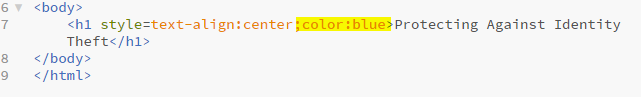 6 <body>
7 <h1 style=text-align:center;color:blue>Protecting Against Identity
Theft</h1>
8 </body>
9 </html>